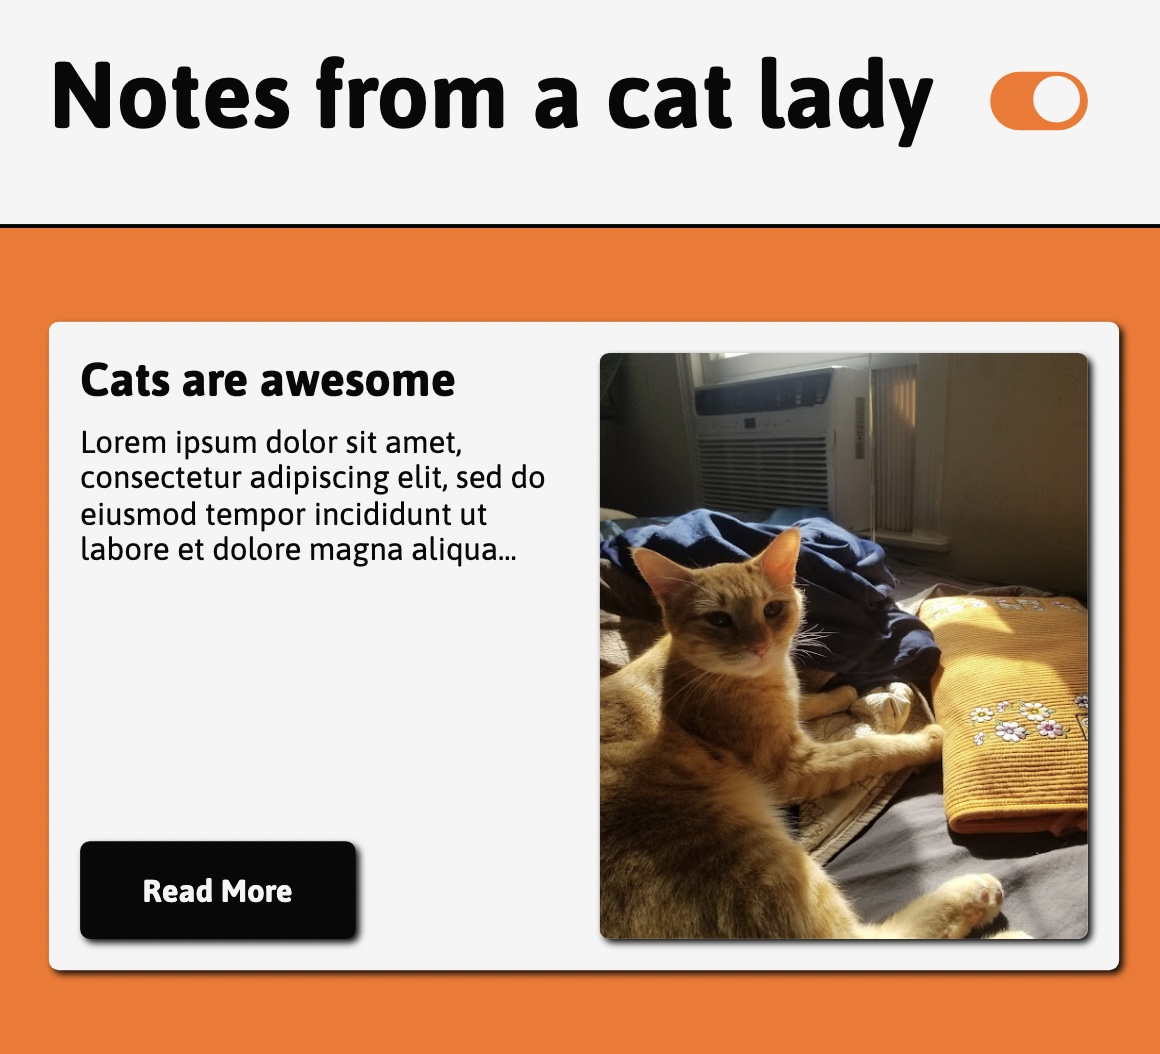 Notes from a cat lady
Cats are awesome
Lorem ipsum dolor sit amet,
consectetur adipiscing elit, sed do
eiusmod tempor incididunt ut
labore et dolore magna aliqua...
Read More